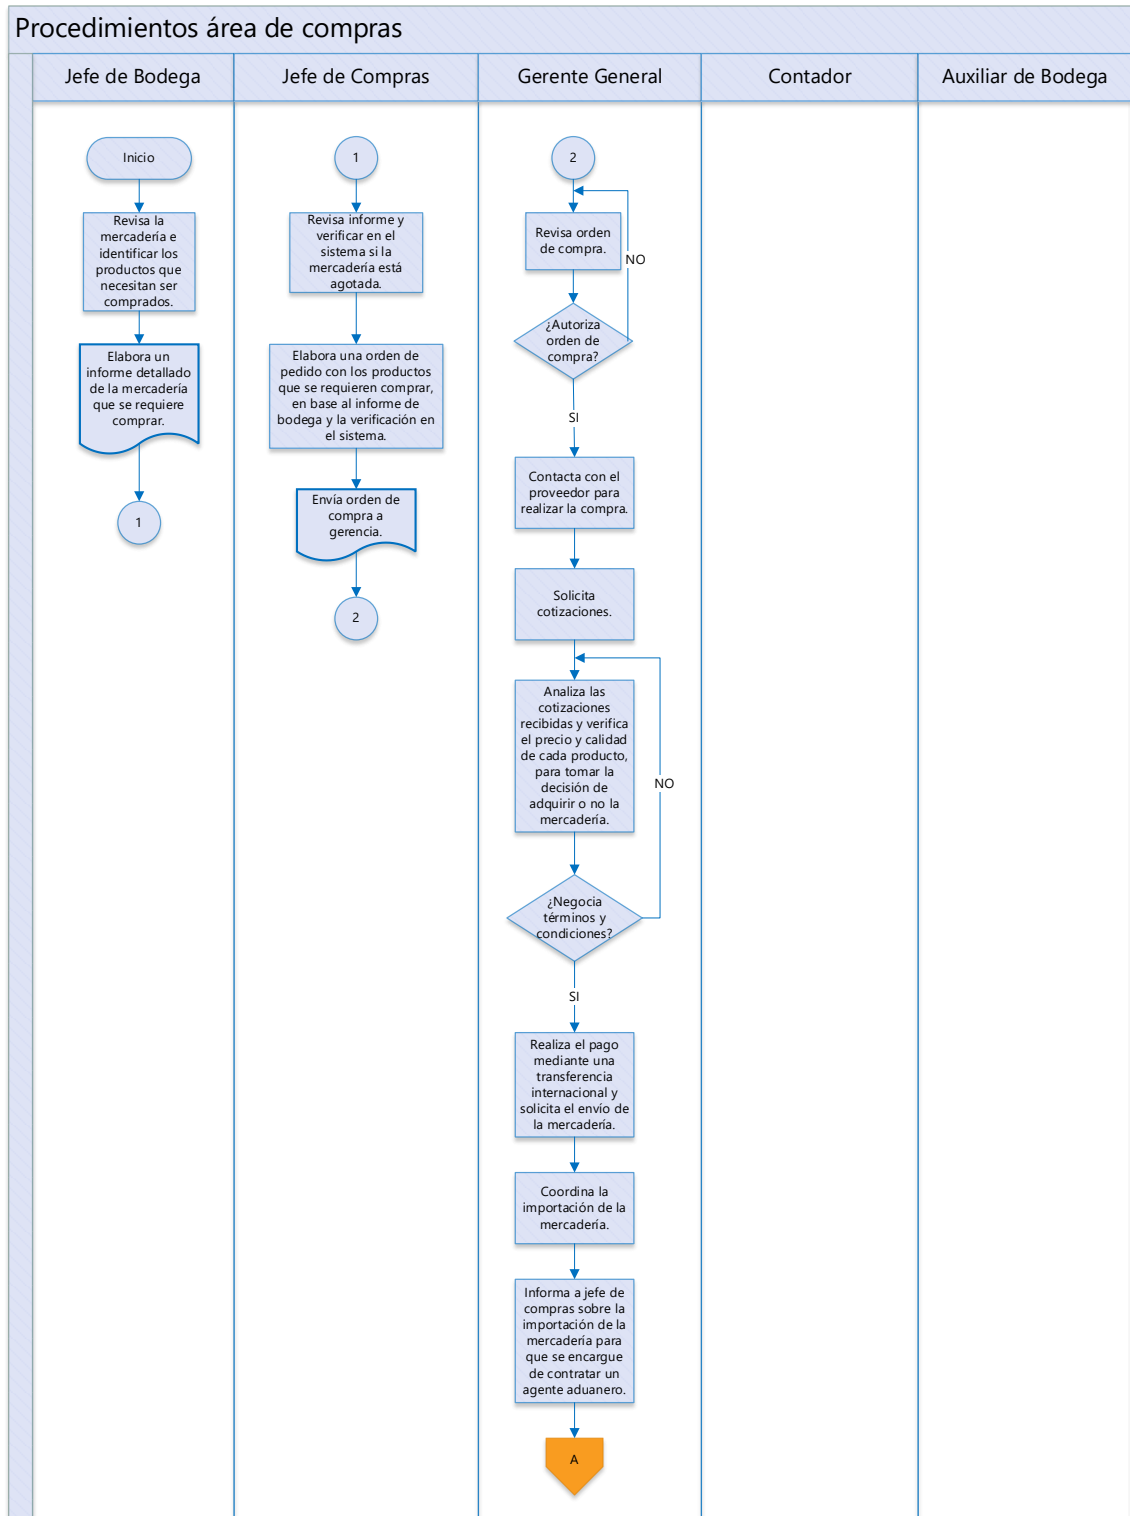 Procedimientos área de compras
Jefe de Bodega
Jefe de Compras
Gerente General
Contador
Auxiliar de Bodega
Inicio
Revisa la
mercadería e
identificar los
productos que
necesitan ser
comprados.
Elabora un
informe detallado
de la mercadería
que se requiere
comprar.
1
1
Revisa informe y
verificar en el
sistema si la
mercadería está
agotada.
Elabora una orden de
pedido con los productos
que se requieren comprar,
en base al informe de
bodega y la verificación en
el sistema.
Envía orden de
compra a
gerencia.
2
2
Revisa orden
de compra.
NO
¿Autoriza
orden de
compra?
SI
Contacta con el
proveedor para
realizar la compra.
Solicita
cotizaciones.
Analiza las
cotizaciones
recibidas y verifica
el precio y calidad
de cada producto,
para tomar la
decisión de
adquirir o no la
mercadería.
NO
¿Negocia
términos y
condiciones?
SI
Realiza el pago
mediante una
transferencia
internacional y
solicita el envío de
la mercadería.
Coordina la
importación de la
mercadería.
Informa a jefe de
compras sobre la
importación de la
mercadería para
que se encargue
de contratar un
agente aduanero.
A